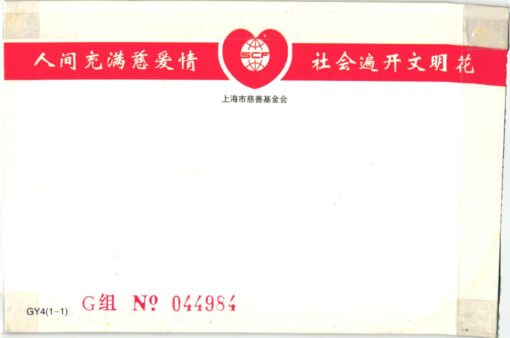 人间充满慈爱情 SCF 社会遍开文明花
上海市慈善基金会
GY4(1-1) G组 Nº 044984